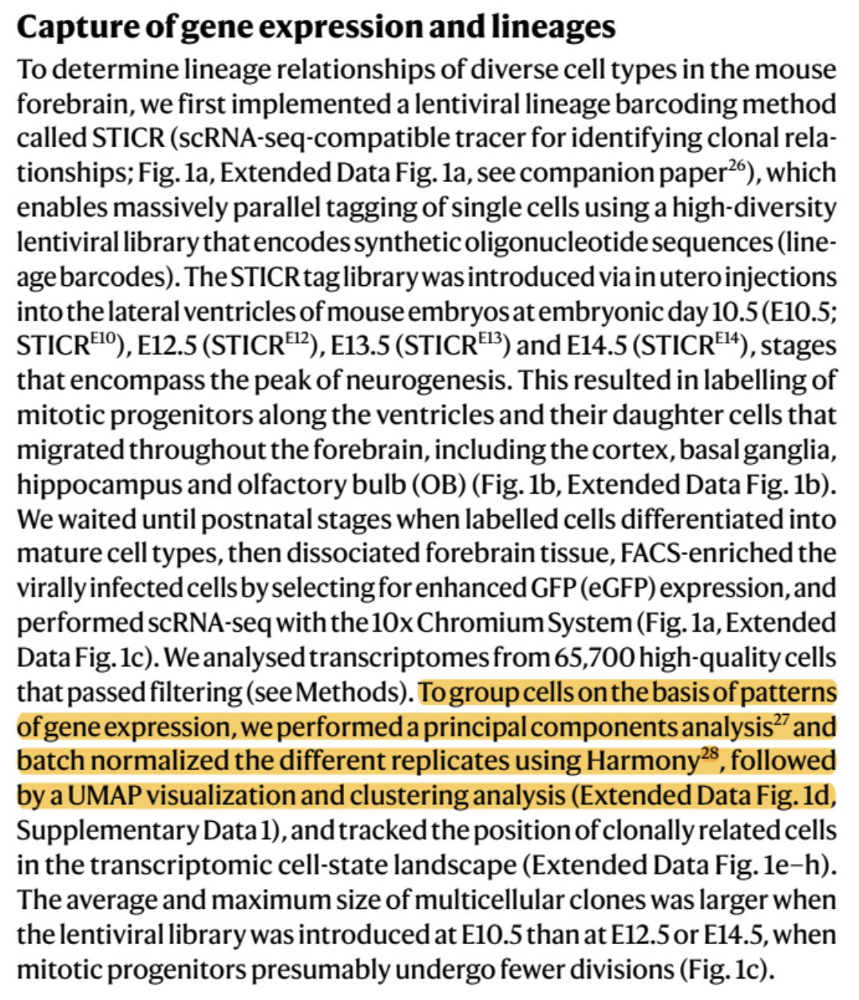 Capture of gene expression and lineages
To determine lineage relationships of diverse cell types in the mouse
forebrain, we first implemented a lentiviral lineage barcoding method
called STICR (scRNA-seq-compatible tracer for identifying clonal rela-
tionships; Fig. 1a, Extended Data Fig. 1a, see companion paper26), which
enables massively parallel tagging of single cells using a high-diversity
lentiviral library that encodes synthetic oligonucleotide sequences (line-
age barcodes). The STICR tag library was introduced via in utero injections
into the lateral ventricles of mouse embryos at embryonic day 10.5 (E10.5;
STICRE10), E12.5 (STICRE12), E13.5 (STICRE13) and E14.5 (STICRE14), stages
that encompass the peak of neurogenesis. This resulted in labelling of
mitotic progenitors along the ventricles and their daughter cells that
migrated throughout the forebrain, including the cortex, basal ganglia,
hippocampus and olfactory bulb (OB) (Fig. 1b, Extended Data Fig. 1b).
We waited until postnatal stages when labelled cells differentiated into
mature cell types, then dissociated forebrain tissue, FACS-enriched the
virally infected cells by selecting for enhanced GFP (eGFP) expression, and
performed scRNA-seq with the 10x Chromium System (Fig. 1a, Extended
Data Fig. 1c). We analysed transcriptomes from 65,700 high-quality cells
that passed filtering (see Methods). To group cells on the basis of patterns
of gene expression, we performed a principal components analysis27 and
batch normalized the different replicates using Harmony28, followed
by a UMAP visualization and clustering analysis (Extended Data Fig. 1d,
Supplementary Data 1), and tracked the position of clonally related cells
in the transcriptomic cell-state landscape (Extended Data Fig. 1e–h).
The average and maximum size of multicellular clones was larger when
the lentiviral library was introduced at E10.5 than at E12.5 or E14.5, when
mitotic progenitors presumably undergo fewer divisions (Fig. 1c).